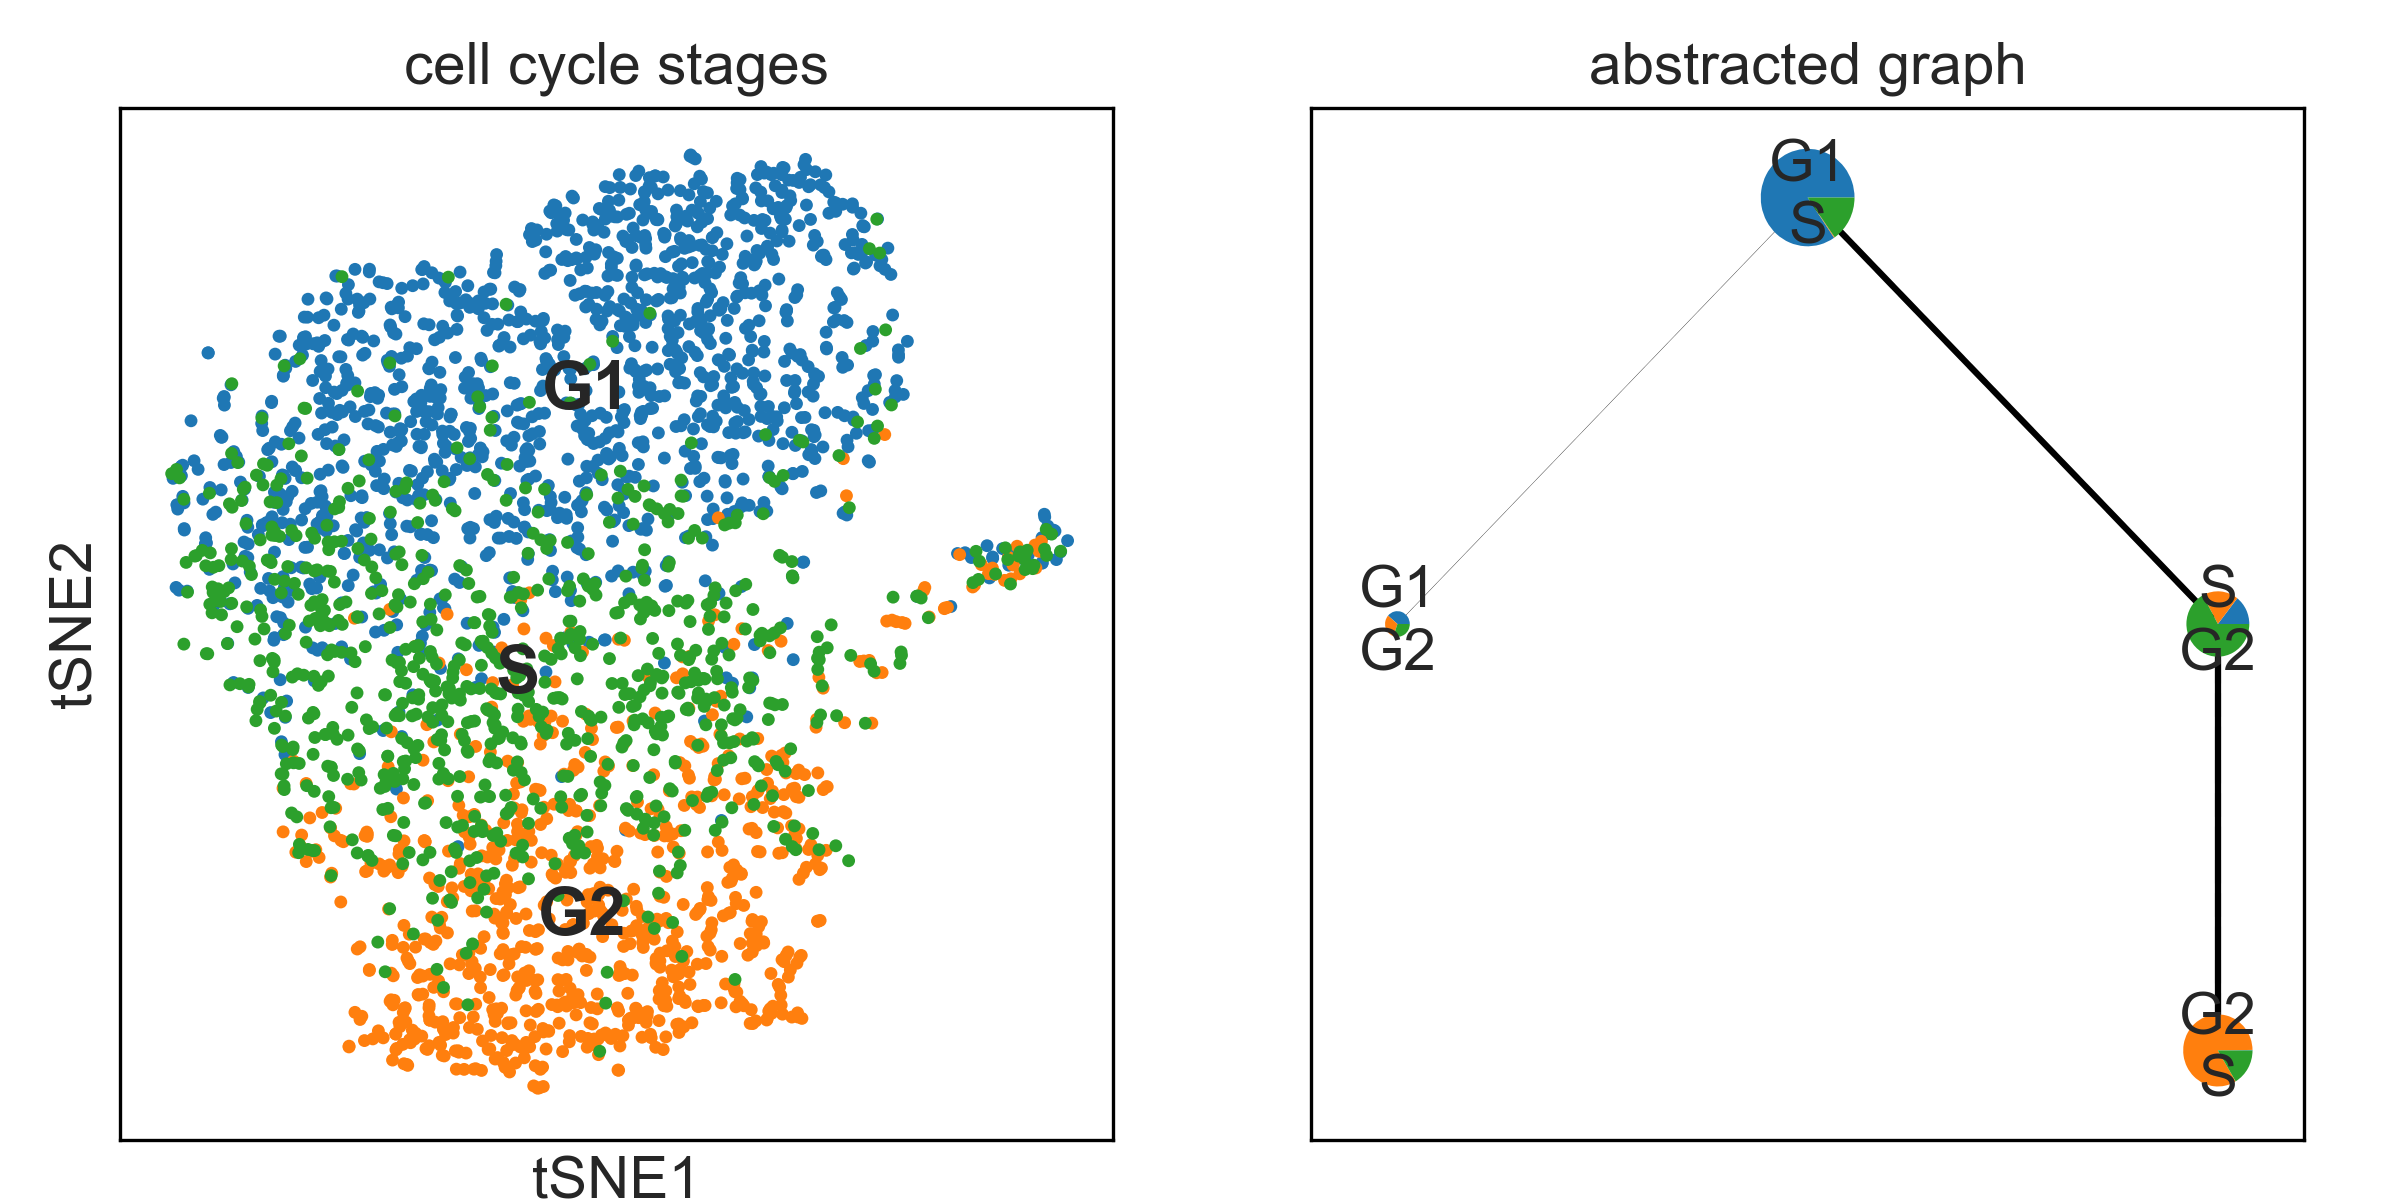 cell cycle stages
G1
S
G2
tSNE2
tSNE1
abstracted graph
G1
S
G1
G2
S
G2
G2
S